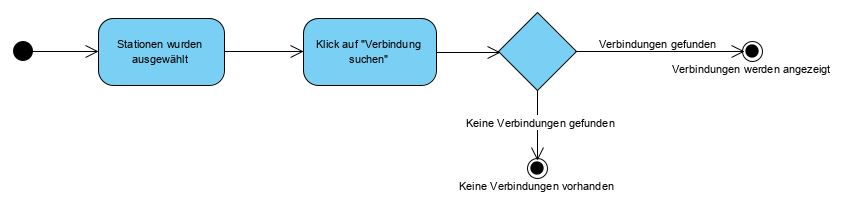 Stationen wurden
ausgewählt
Klick auf "Verbindung
suchen"
Verbindungen gefunden
Verbindungen werden angezeigt
Keine Verbindungen gefunden
Keine Verbindungen vorhanden